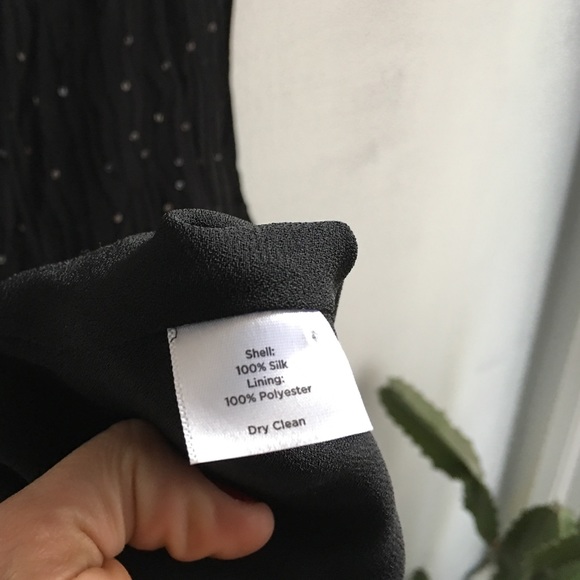 Shell:
100% Silk
Lining:
100% Polyester
Dry Clean